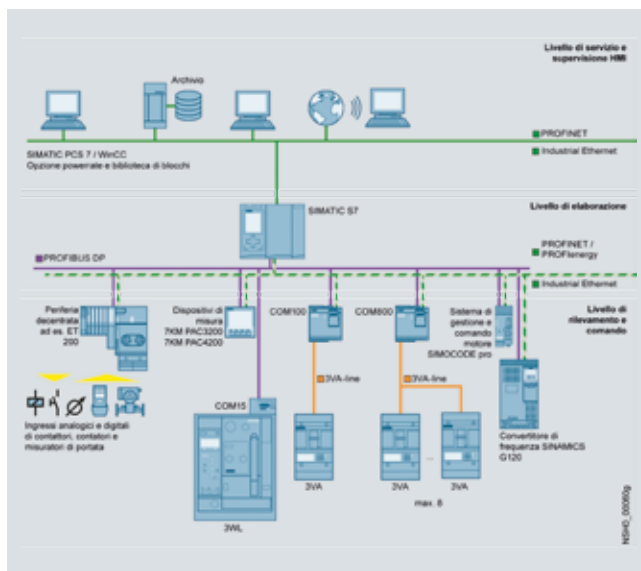 Livello di servizio e
supervisione HMI
Archivio
PROFINET
SIMATIC PCS 7 / WinCC
Opzione powerrate e biblioteca di blocchi
Industrial Ethernet
SIMATIC S7
Livello di elaborazione
PROFIBUS DP
PROFINET /
PROFIenergy
Industrial Ethernet
Periferia
decentrata
ad es. ET
200
Dispositivi di
misura
7KM PAC3200
7KM PAC4200
COM100
COM800
Sistema di
gestione e
comando
motore
SIMOCODE pro
Livello di
rilevamento e
comando
3VA-line
3VA-line
COM15
Ingressi analogici e digitali
di contattori, contatori e
misuratori di portata
Convertitore di
frequenza SINAMICS
G120
3VA
3VA
...
3VA
max. 8
3WL
NSH0_00060g